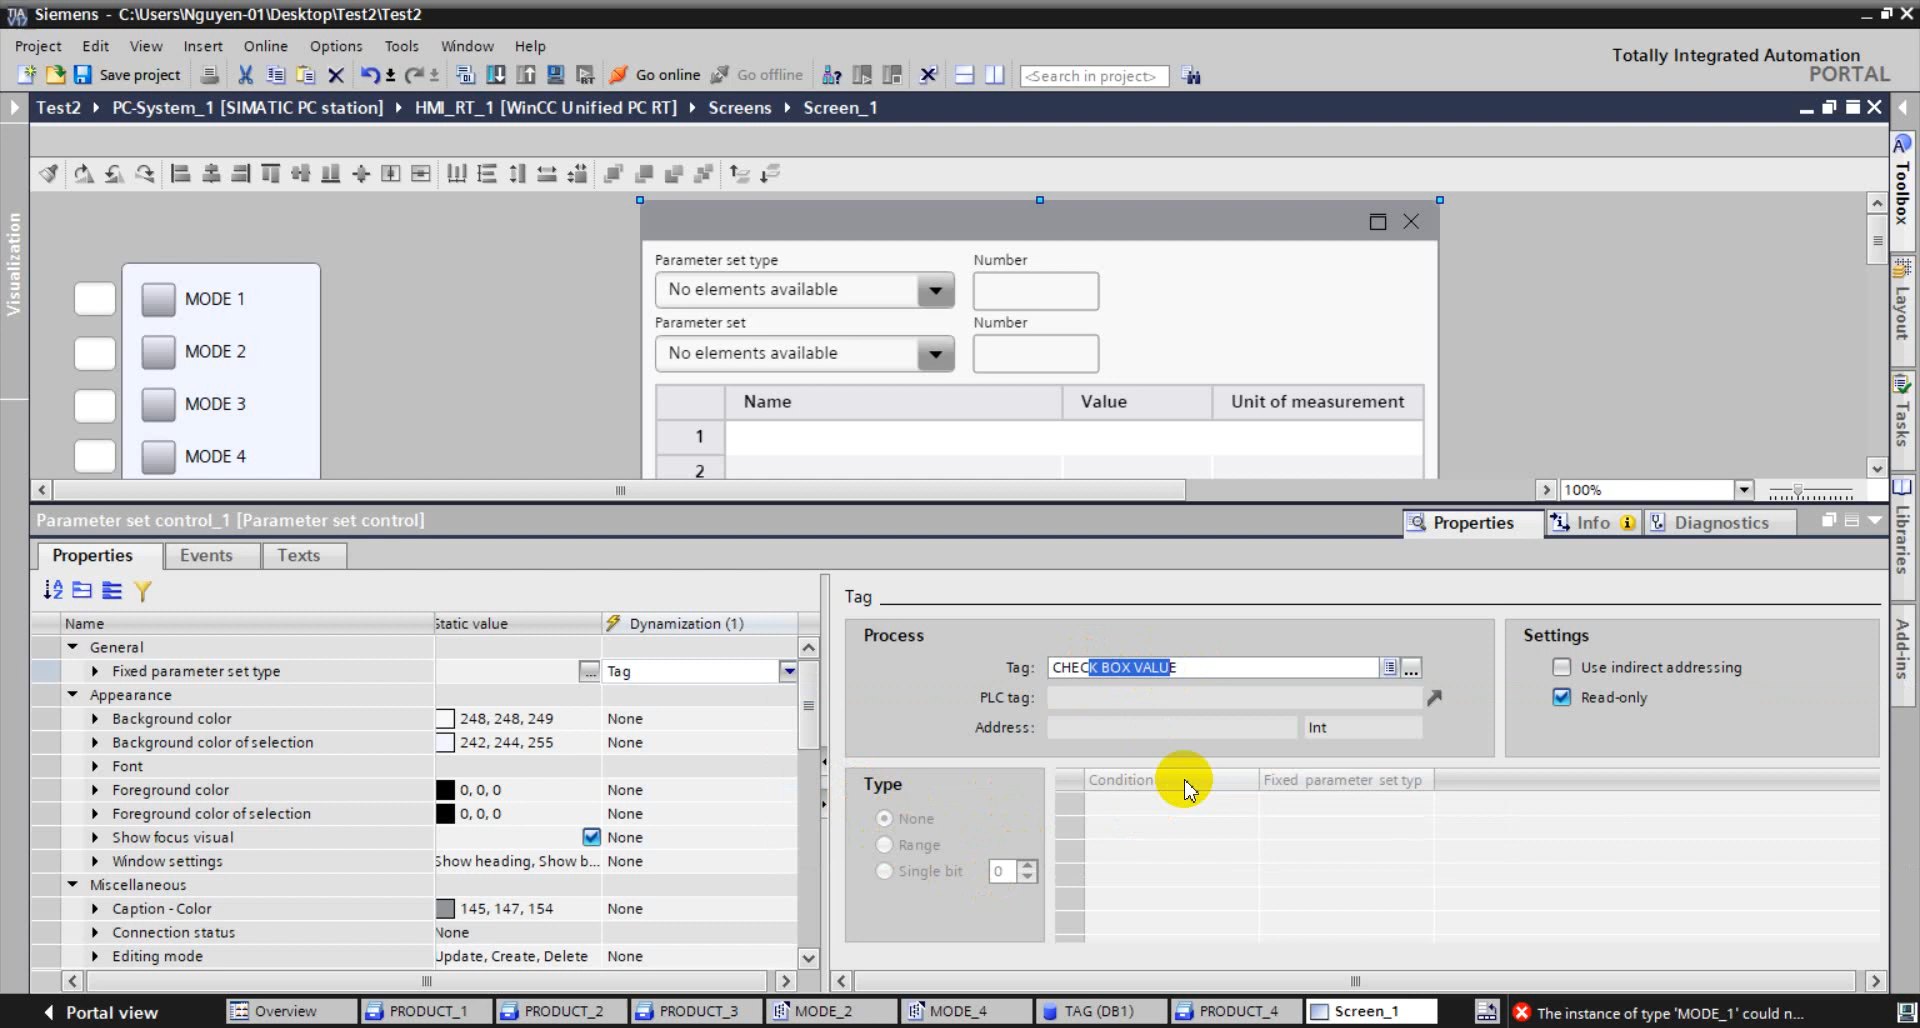 Siemens - C:\Users\Nguyen-01\Desktop\Test2\Test2
Project Edit View Insert Online Options Tools Window Help
Totally Integrated Automation
PORTAL
Save project Go online Go offline <Search in project>
Test2 PC-System_1 [SIMATIC PC station] HMI_RT_1 [WinCC Unified PC RT] Screens Screen_1
Visualization
MODE 1
MODE 2
MODE 3
MODE 4
Parameter set type Number
No elements available
Parameter set Number
No elements available
Name Value Unit of measurement
1
2
100%
Toolbox
Layout
Tasks
Libraries
Add-ins
Parameter set control_1 [Parameter set control]
Properties Info Diagnostics
Properties Events Texts
Name Static value Dynamization (1)
General
Fixed parameter set type ... Tag
Appearance
Background color 248, 248, 249 None
Background color of selection 242, 244, 255 None
Font
Foreground color 0, 0, 0 None
Foreground color of selection 0, 0, 0 None
Show focus visual None
Window settings Show heading, Show b... None
Miscellaneous
Caption - Color 145, 147, 154 None
Connection status None
Editing mode Update, Create, Delete None
Tag
Process
Tag: CHECK BOX VALUE ...
PLC tag:
Address: Int
Settings
Use indirect addressing
Read-only
Type
None
Range
Single bit 0
Condition Fixed parameter set typ
Portal view Overview PRODUCT_1 PRODUCT_2 PRODUCT_3 MODE_2 MODE_4 TAG (DB1) PRODUCT_4 Screen_1 The instance of type 'MODE_1' could n...